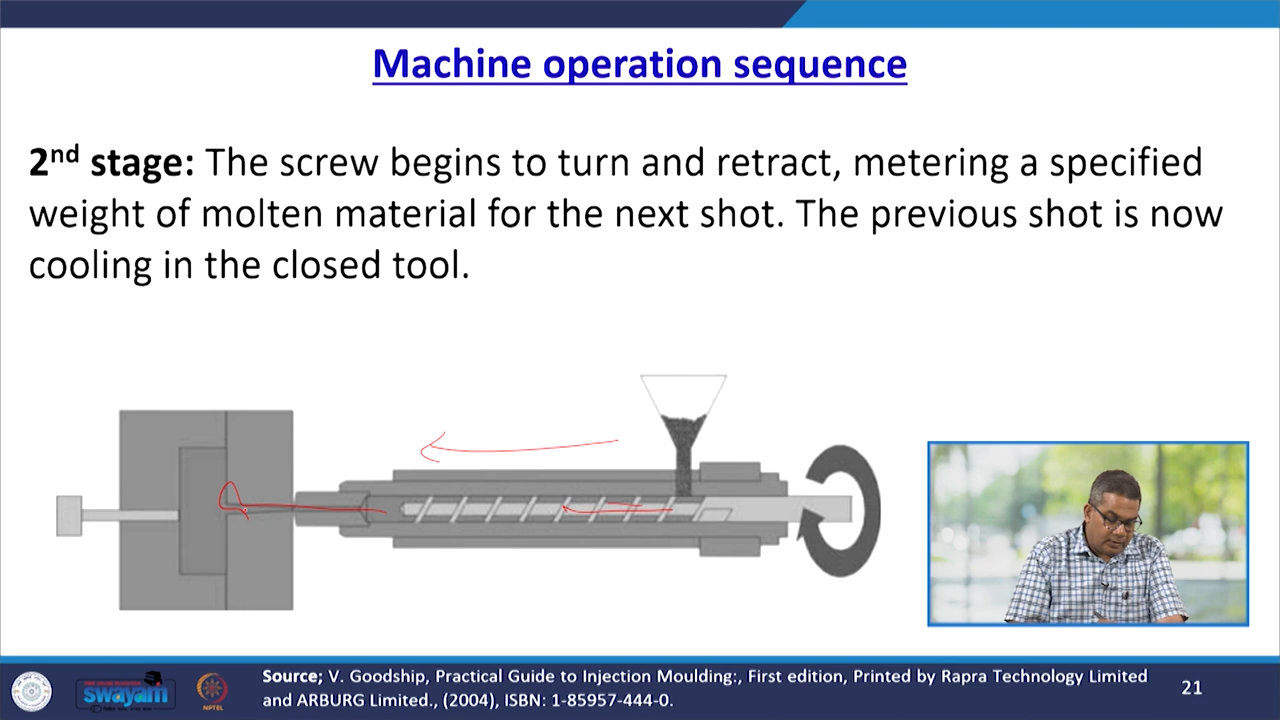 Machine operation sequence
2nd stage: The screw begins to turn and retract, metering a specified
weight of molten material for the next shot. The previous shot is now
cooling in the closed tool.
Source; V. Goodship, Practical Guide to Injection Moulding:, First edition, Printed by Rapra Technology Limited
and ARBURG Limited., (2004), ISBN: 1-85957-444-0.
21
swayam
NPTEL